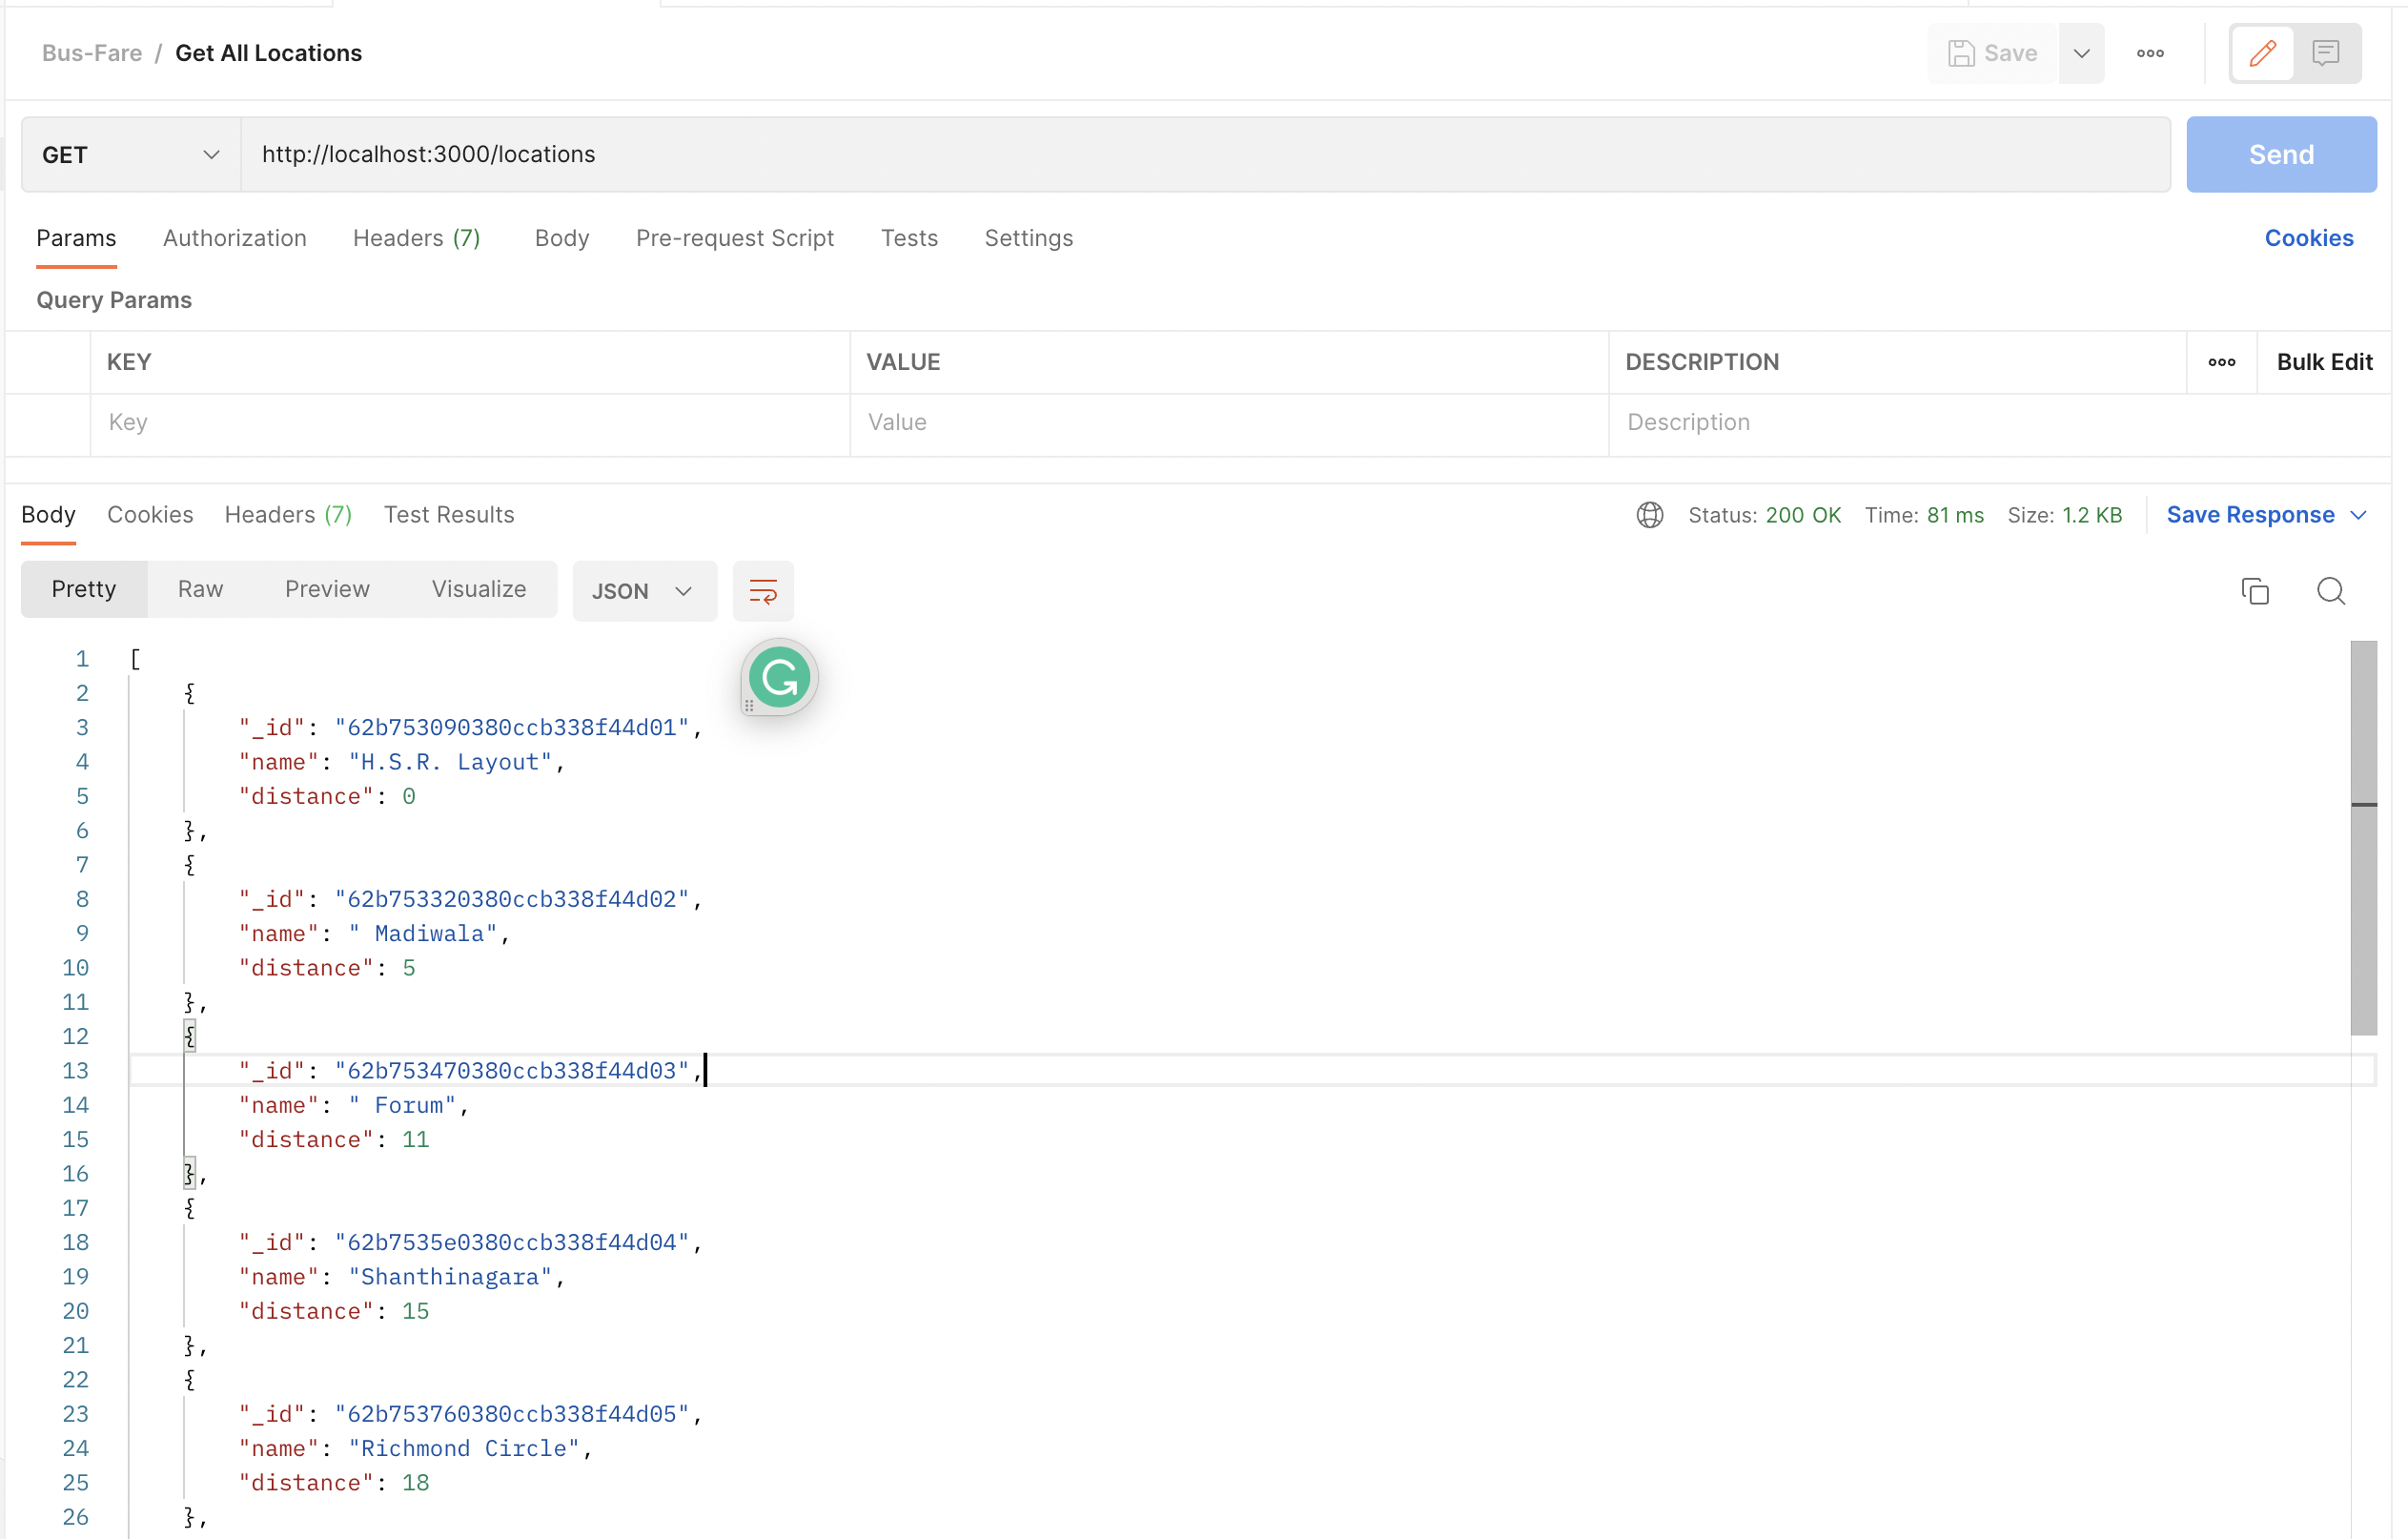 Bus-Fare / Get All Locations
Save
GET http://localhost:3000/locations Send
Params Authorization Headers (7) Body Pre-request Script Tests Settings Cookies
Query Params
KEY VALUE DESCRIPTION Bulk Edit
Key Value Description
Body Cookies Headers (7) Test Results Status: 200 OK Time: 81 ms Size: 1.2 KB Save Response
Pretty Raw Preview Visualize JSON
G
1 [
2 {
3 "_id": "62b753090380ccb338f44d01",
4 "name": "H.S.R. Layout",
5 "distance": 0
6 },
7 {
8 "_id": "62b753320380ccb338f44d02",
9 "name": " Madiwala",
10 "distance": 5
11 },
12 {
13 "_id": "62b753470380ccb338f44d03",
14 "name": " Forum",
15 "distance": 11
16 },
17 {
18 "_id": "62b7535e0380ccb338f44d04",
19 "name": "Shanthinagara",
20 "distance": 15
21 },
22 {
23 "_id": "62b753760380ccb338f44d05",
24 "name": "Richmond Circle",
25 "distance": 18
26 },